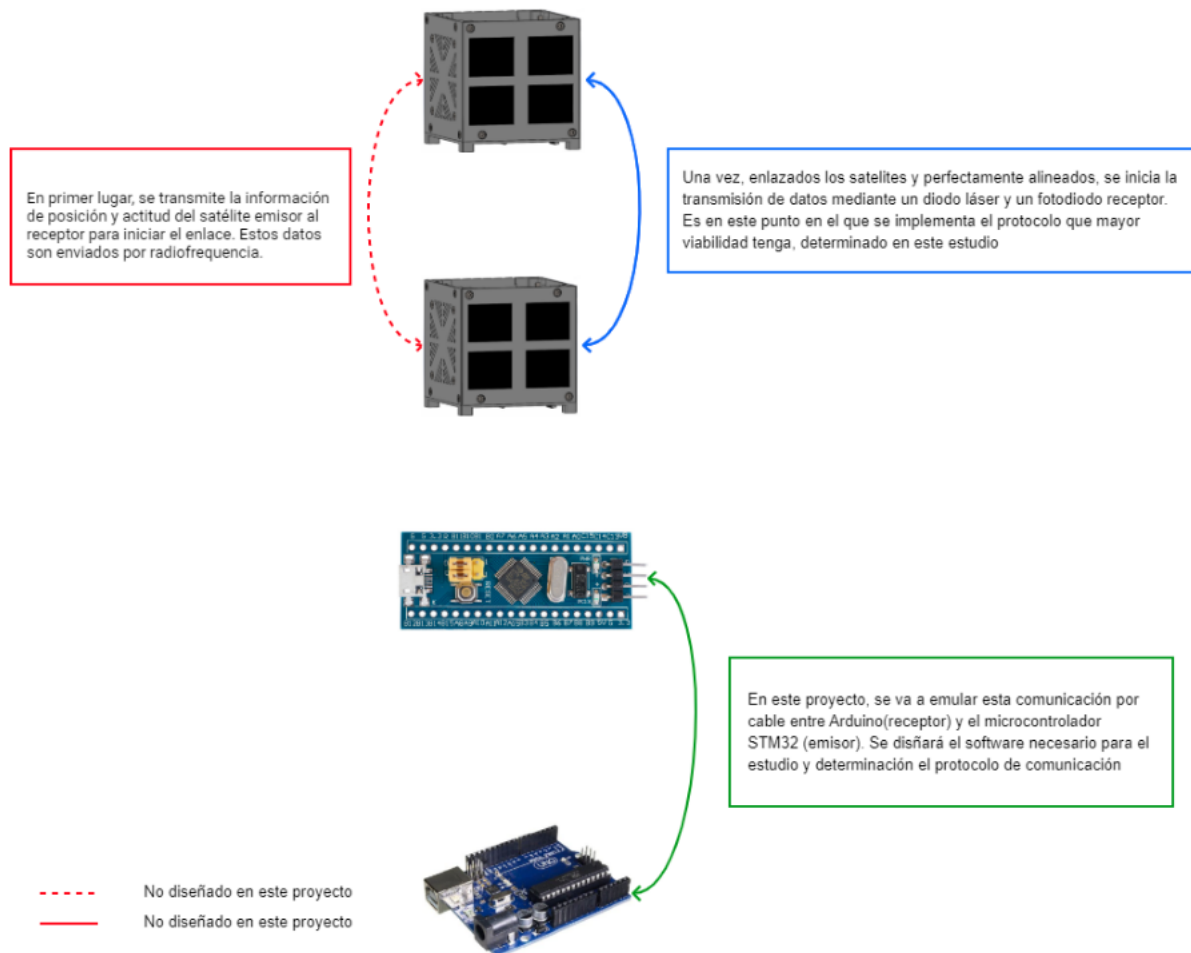 En primer lugar, se transmite la información
de posición y actitud del satélite emisor al
receptor para iniciar el enlace. Estos datos
son enviados por radiofrequencia.
Una vez, enlazados los satelites y perfectamente alineados, se inicia la
transmisión de datos mediante un diodo láser y un fotodiodo receptor.
Es en este punto en el que se implementa el protocolo que mayor
viabilidad tenga, determinado en este estudio
En este proyecto, se va a emular esta comunicación por
cable entre Arduino(receptor) y el microcontrolador
STM32 (emisor). Se disñará el software necesario para el
estudio y determinación el protocolo de comunicación
UNO
No diseñado en este proyecto
No diseñado en este proyecto